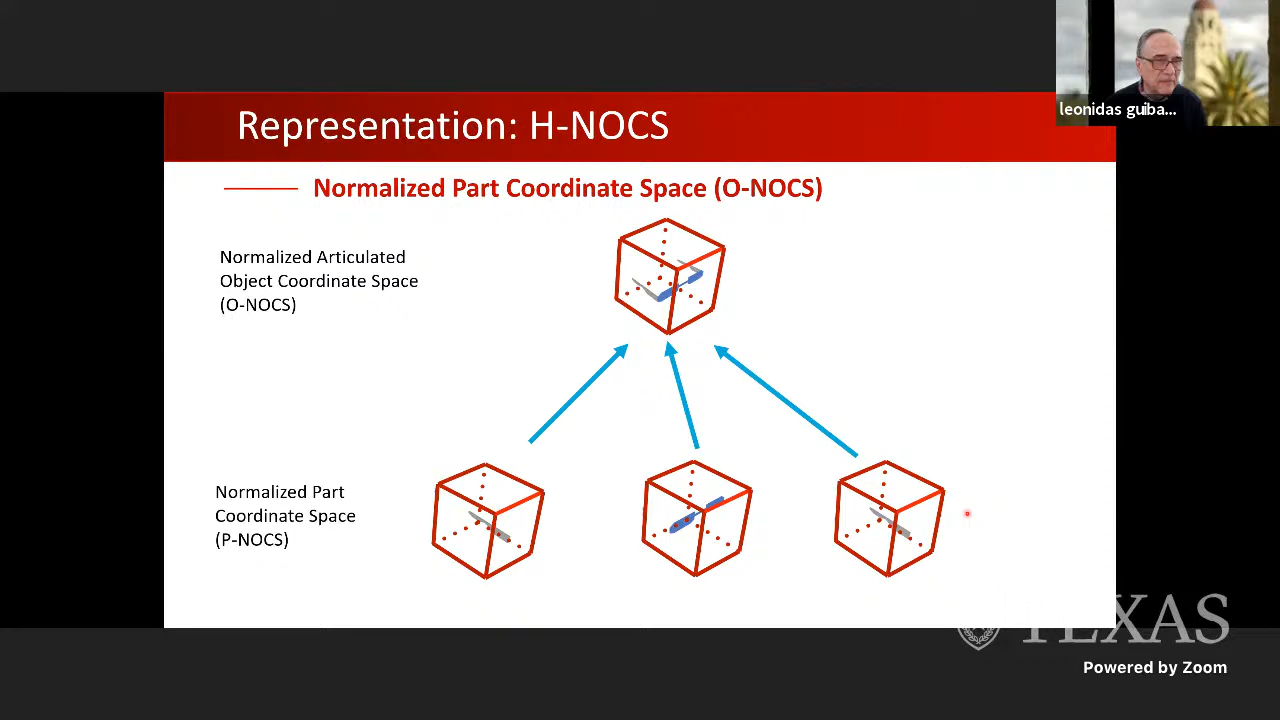 leonidas guiba...
Representation: H-NOCS
Normalized Part Coordinate Space (O-NOCS)
Normalized Articulated
Object Coordinate Space
(O-NOCS)
Normalized Part
Coordinate Space
(P-NOCS)
TEXAS
Powered by Zoom